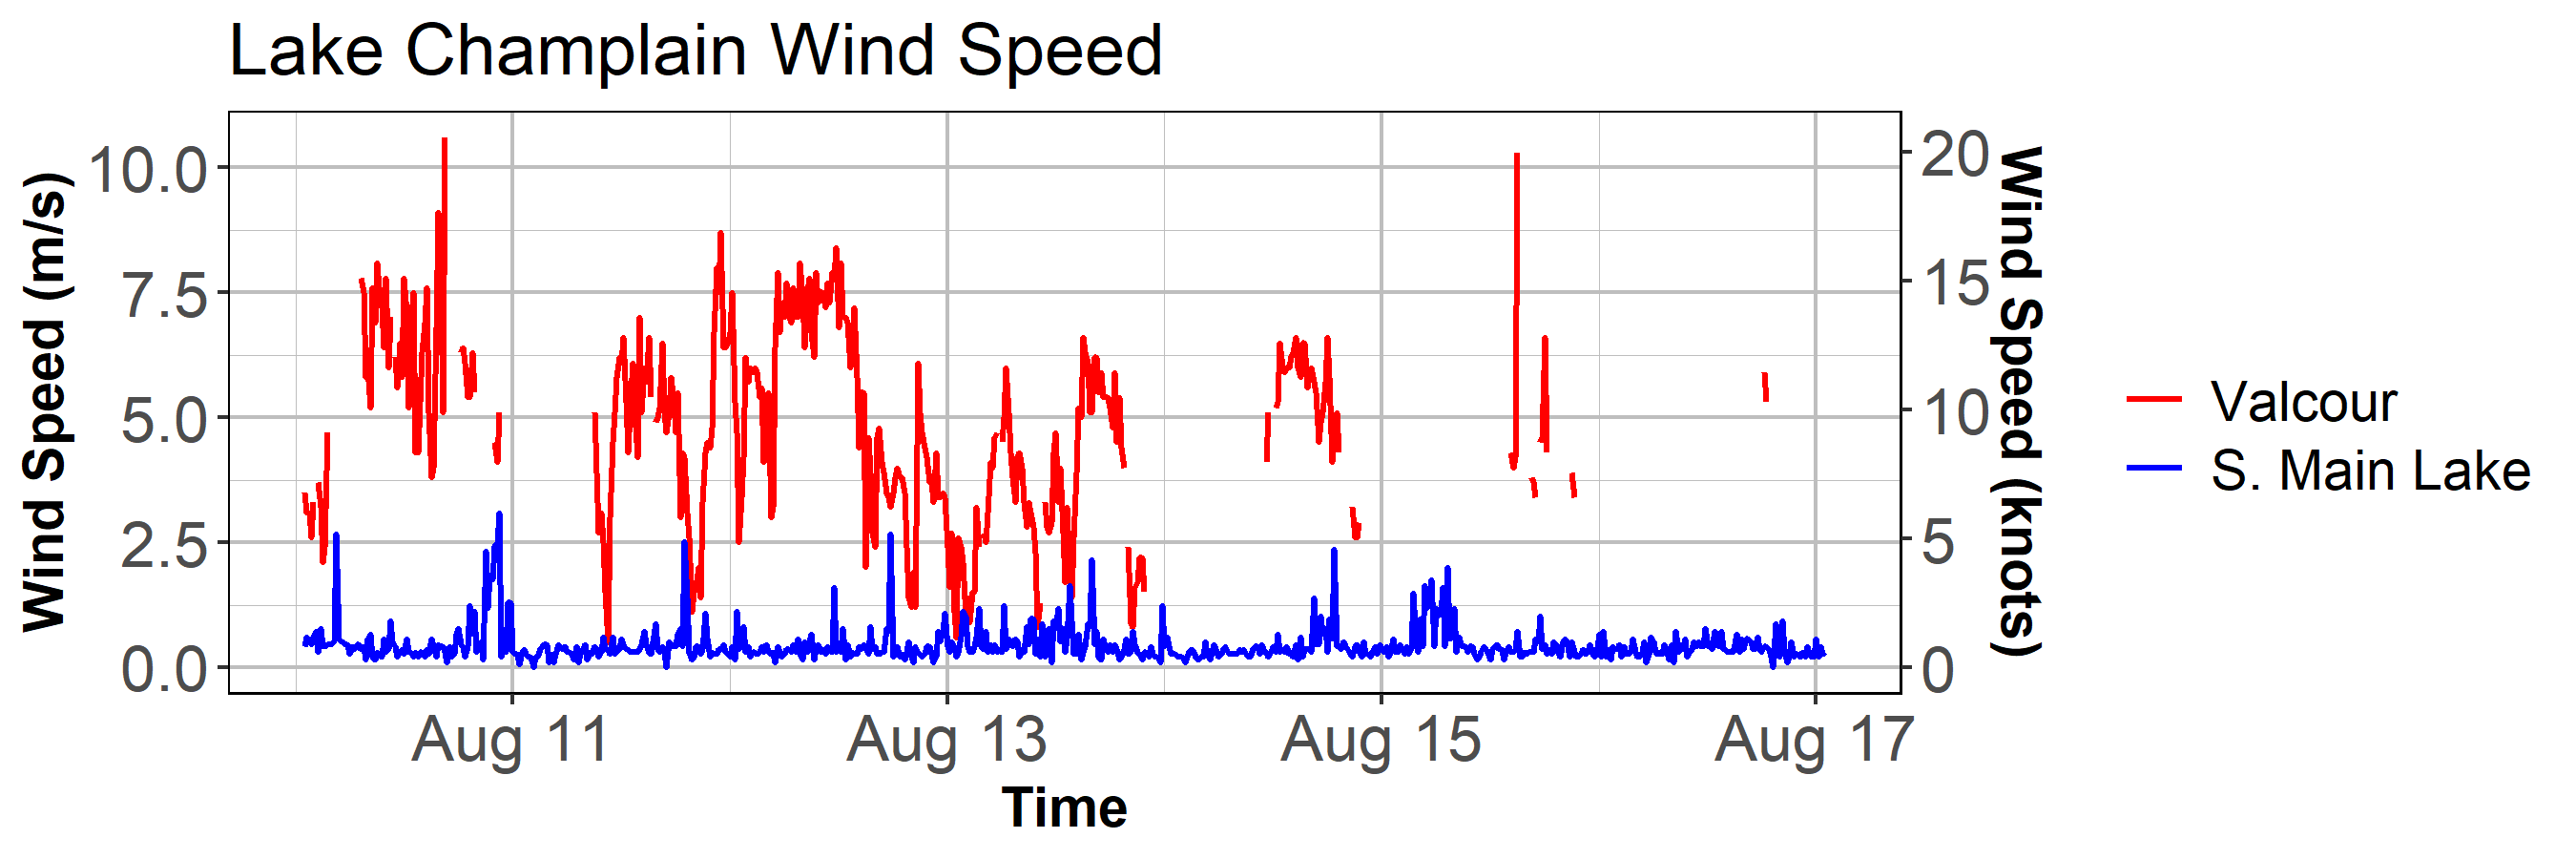 Lake Champlain Wind Speed
Wind Speed (m/s)
10.0
7.5
5.0
2.5
0.0
20
15
10
5
0
Wind Speed (knots)
Aug 11
Aug 13
Aug 15
Aug 17
Time
Valcour
S. Main Lake